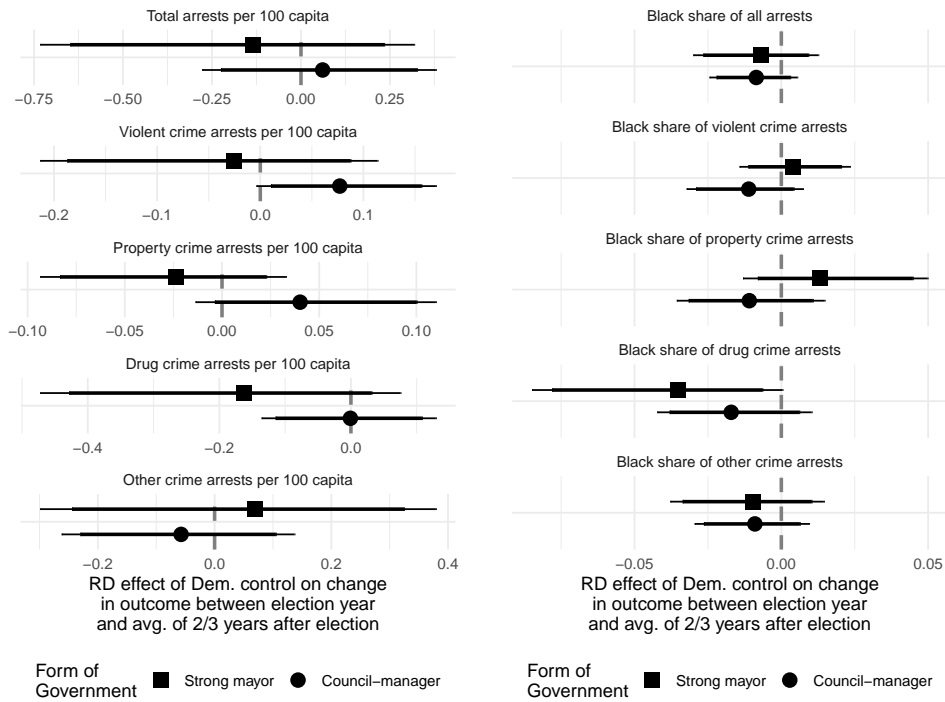 Total arrests per 100 capita
−0.75 −0.50 −0.25 0.00 0.25
Violent crime arrests per 100 capita
−0.2 −0.1 0.0 0.1
Property crime arrests per 100 capita
−0.10 −0.05 0.00 0.05 0.10
Drug crime arrests per 100 capita
−0.4 −0.2 0.0
Other crime arrests per 100 capita
−0.2 0.0 0.2 0.4
RD effect of Dem. control on change
in outcome between election year
and avg. of 2/3 years after election
Form of
Government
Strong mayor Council−manager
Black share of all arrests
Black share of violent crime arrests
Black share of property crime arrests
Black share of drug crime arrests
Black share of other crime arrests
−0.05 0.00 0.05
RD effect of Dem. control on change
in outcome between election year
and avg. of 2/3 years after election
Form of
Government
Strong mayor Council−manager